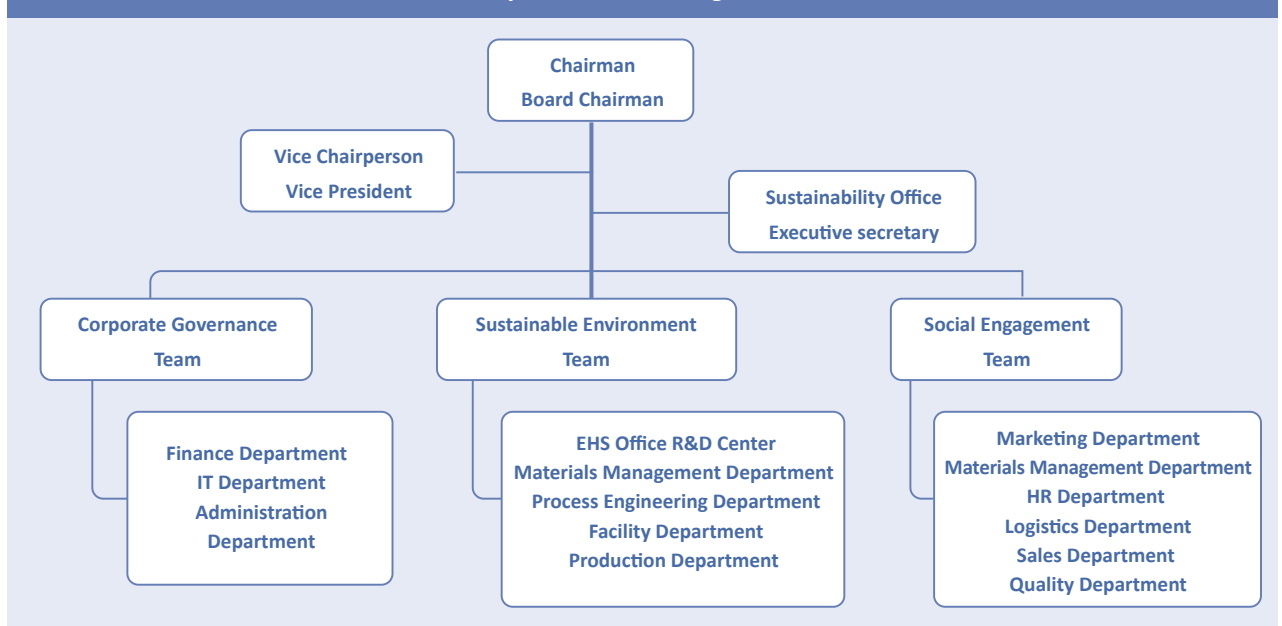 Chairman
Board Chairman
Vice Chairperson
Vice President
Sustainability Office
Executive secretary
Corporate Governance
Team
Sustainable Environment
Team
Social Engagement
Team
Finance Department
IT Department
Administration
Department
EHS Office R&D Center
Materials Management Department
Process Engineering Department
Facility Department
Production Department
Marketing Department
Materials Management Department
HR Department
Logistics Department
Sales Department
Quality Department